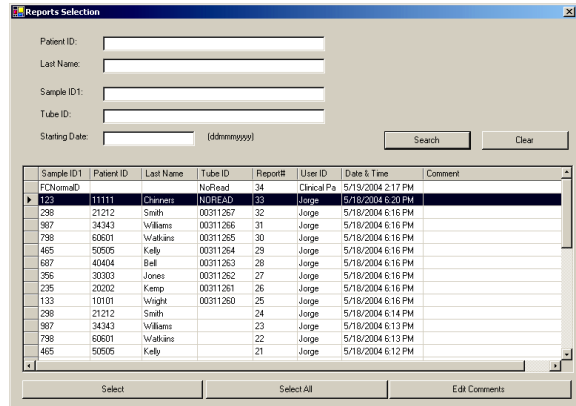 Reports Selection
Patient ID:
Last Name:
Sample ID1:
Tube ID:
Starting Date: (ddmmmyyyy) Search Clear
Sample ID1 Patient ID Last Name Tube ID Report# User ID Date & Time Comment
FCNormalD NoRead 34 Clinical Pa 5/19/2004 2:17 PM
123 11111 Chinners NOREAD 33 Jorge 5/18/2004 6:20 PM
298 21212 Smith 00311267 32 Jorge 5/18/2004 6:16 PM
987 34343 Williams 00311266 31 Jorge 5/18/2004 6:16 PM
798 60601 Watkiins 00311265 30 Jorge 5/18/2004 6:16 PM
465 50505 Kelly 00311264 29 Jorge 5/18/2004 6:16 PM
687 40404 Bell 00311263 28 Jorge 5/18/2004 6:16 PM
356 30303 Jones 00311262 27 Jorge 5/18/2004 6:16 PM
235 20202 Kemp 00311261 26 Jorge 5/18/2004 6:16 PM
133 10101 Wright 00311260 25 Jorge 5/18/2004 6:16 PM
298 21212 Smith 24 Jorge 5/18/2004 6:14 PM
987 34343 Williams 23 Jorge 5/18/2004 6:13 PM
798 60601 Watkiins 22 Jorge 5/18/2004 6:13 PM
465 50505 Kelly 21 Jorge 5/18/2004 6:12 PM
Select Select All Edit Comments